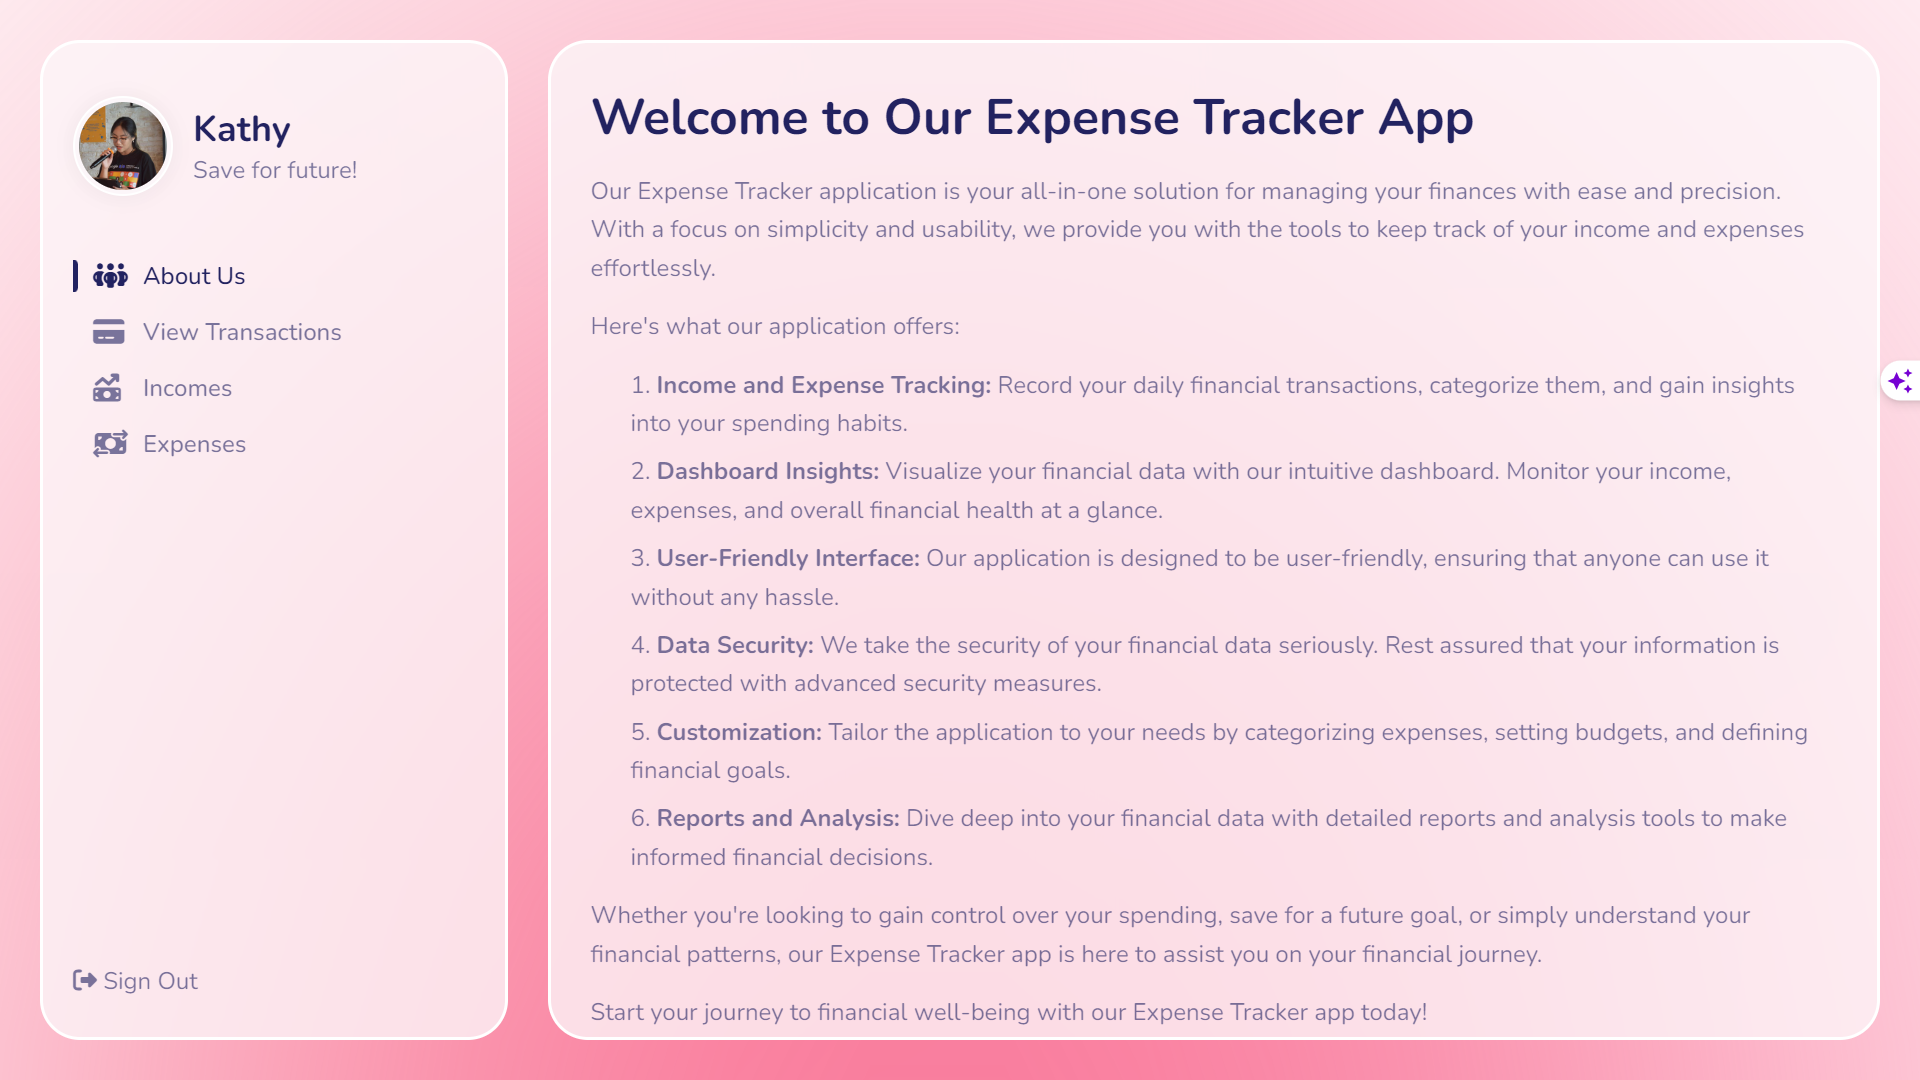 Kathy
Save for future!
About Us
View Transactions
Incomes
Expenses
Sign Out
Welcome to Our Expense Tracker App
Our Expense Tracker application is your all-in-one solution for managing your finances with ease and precision.
With a focus on simplicity and usability, we provide you with the tools to keep track of your income and expenses
effortlessly.
Here's what our application offers:
1. Income and Expense Tracking: Record your daily financial transactions, categorize them, and gain insights
into your spending habits.
2. Dashboard Insights: Visualize your financial data with our intuitive dashboard. Monitor your income,
expenses, and overall financial health at a glance.
3. User-Friendly Interface: Our application is designed to be user-friendly, ensuring that anyone can use it
without any hassle.
4. Data Security: We take the security of your financial data seriously. Rest assured that your information is
protected with advanced security measures.
5. Customization: Tailor the application to your needs by categorizing expenses, setting budgets, and defining
financial goals.
6. Reports and Analysis: Dive deep into your financial data with detailed reports and analysis tools to make
informed financial decisions.
Whether you're looking to gain control over your spending, save for a future goal, or simply understand your
financial patterns, our Expense Tracker app is here to assist you on your financial journey.
Start your journey to financial well-being with our Expense Tracker app today!